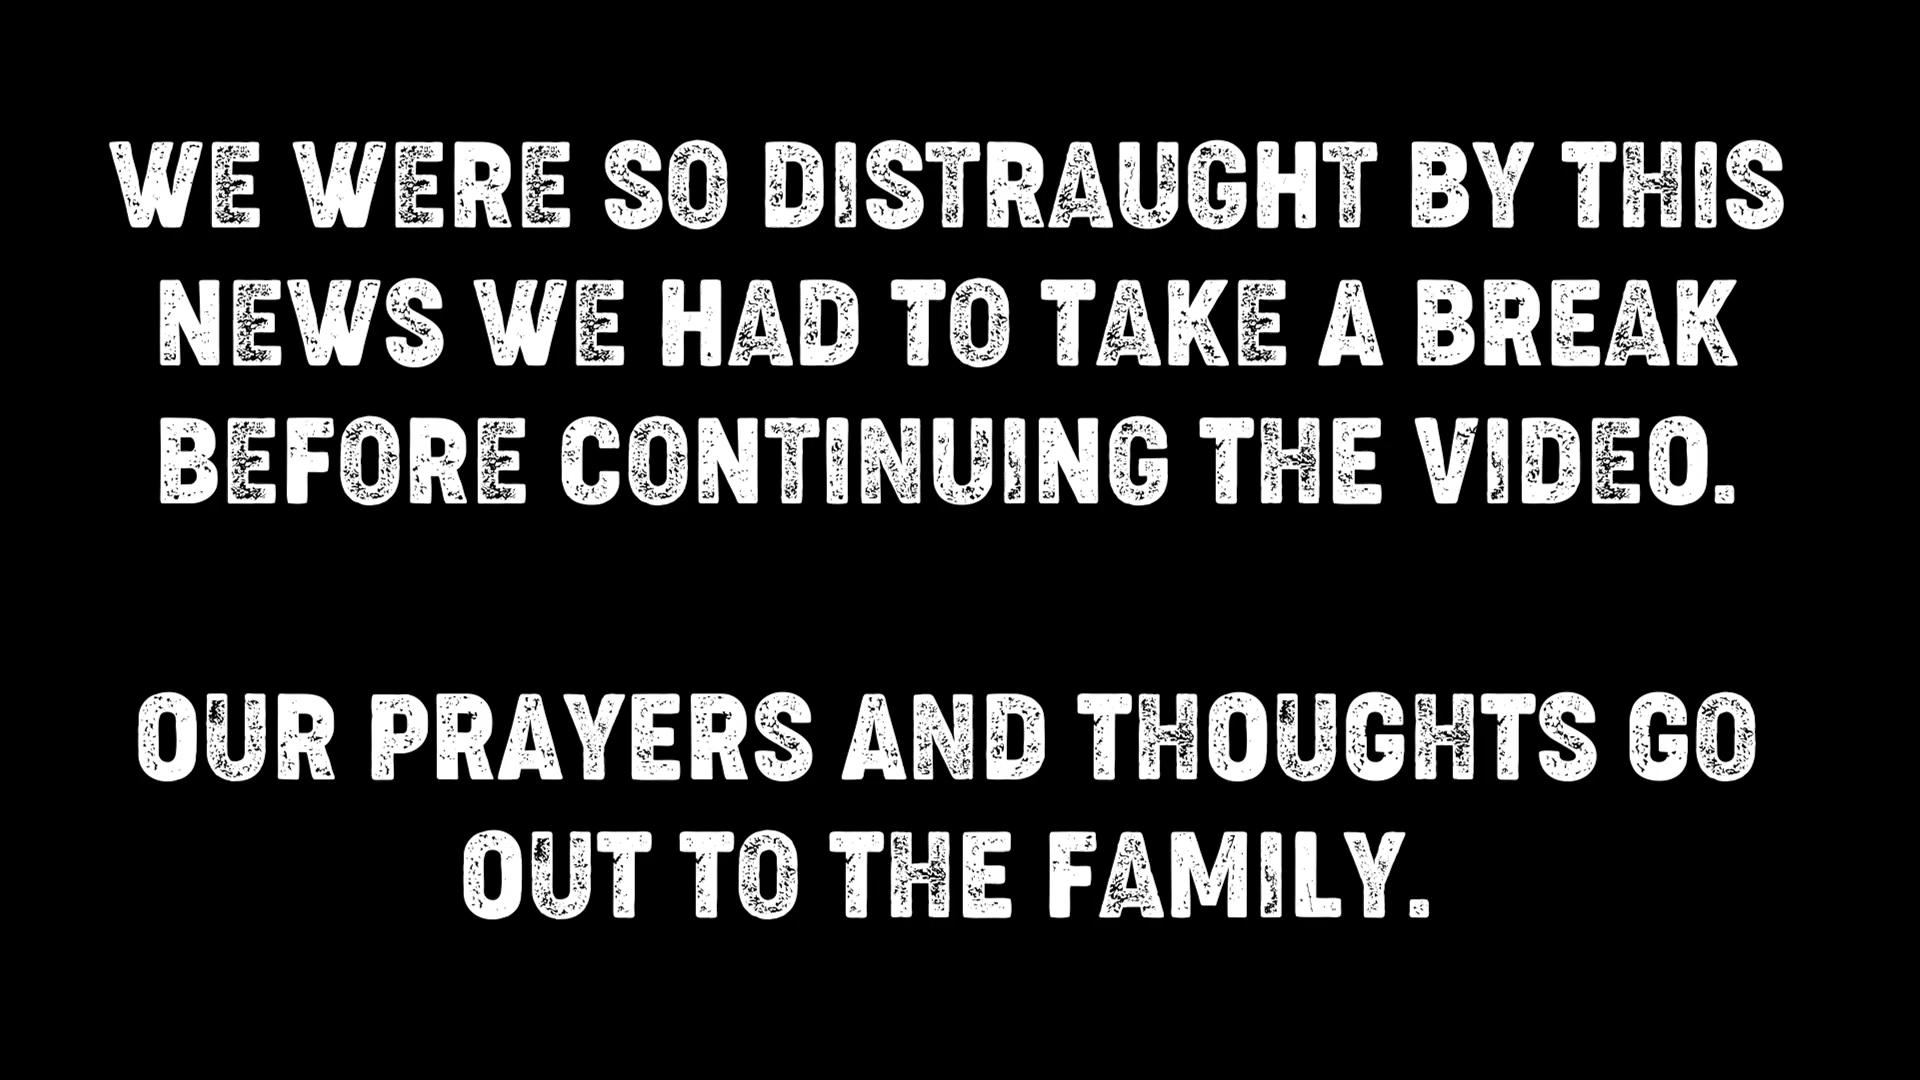 WE WERE SO DISTRAUGHT BY THIS
NEWS WE HAD TO TAKE A BREAK
BEFORE CONTINUING THE VIDEO.
OUR PRAYERS AND THOUGHTS GO
OUT TO THE FAMILY.